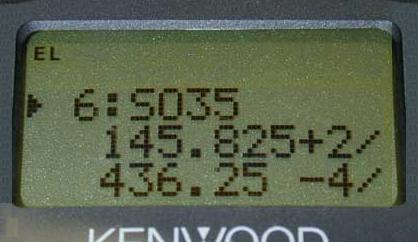 EL
▶ 6:SO35
145.825+2/
436.25 -4/
KENWOOD